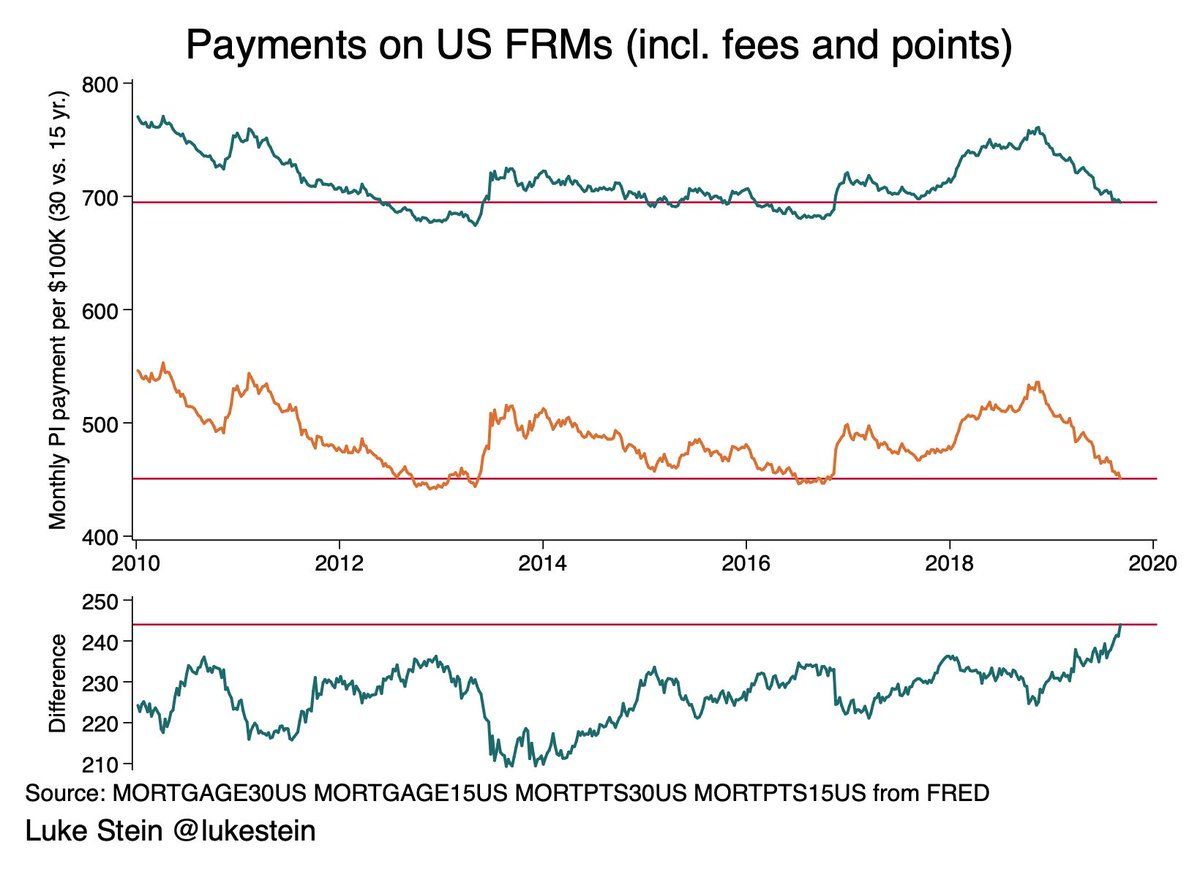 Payments on US FRMs (incl. fees and points)
Monthly PI payment per $100K (30 vs. 15 yr.)
800
700
600
500
400
2010 2012 2014 2016 2018 2020
Difference
250
240
230
220
210
Source: MORTGAGE30US MORTGAGE15US MORTPTS30US MORTPTS15US from FRED
Luke Stein @lukestein